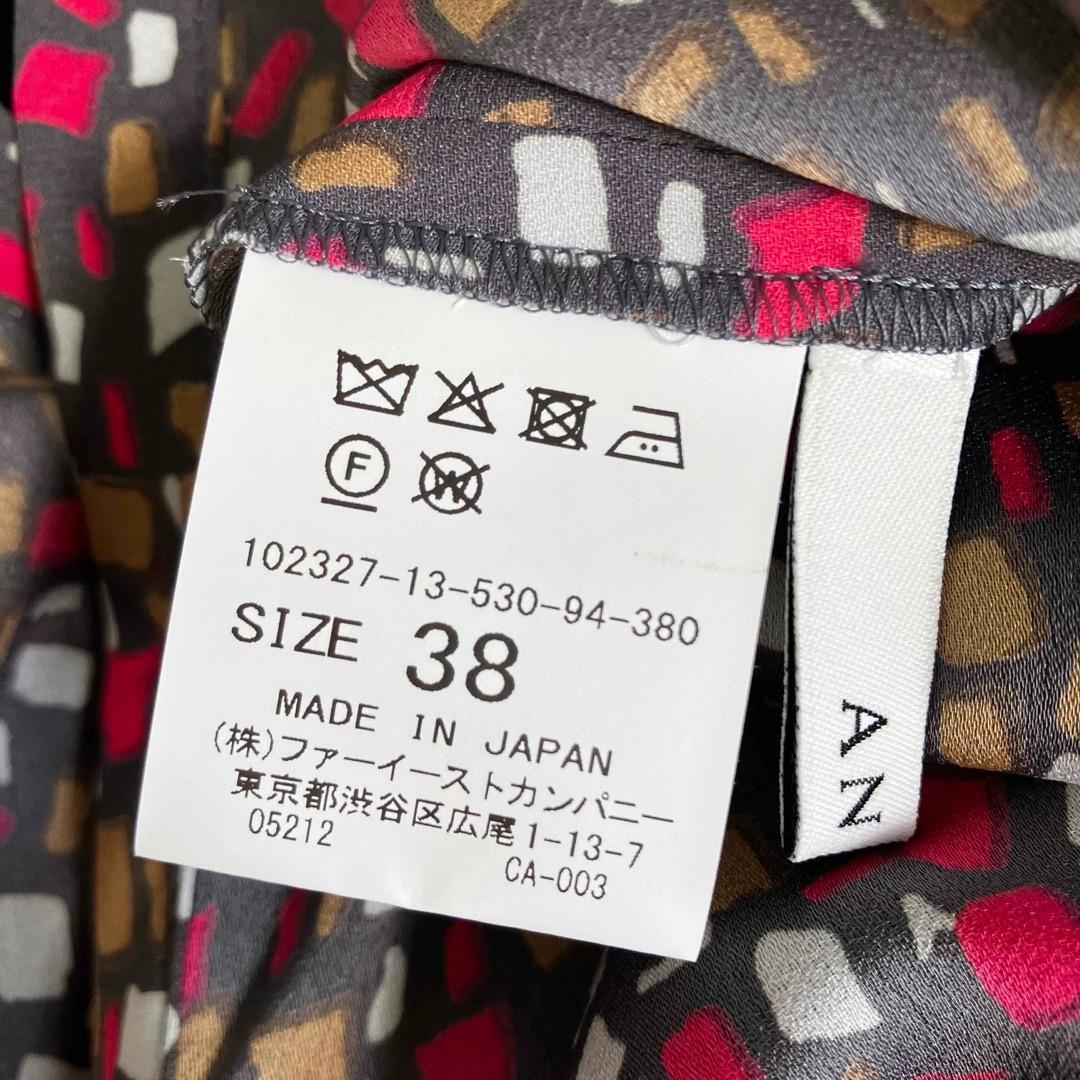 F W
102327-13-530-94-380
SIZE 38
MADE IN JAPAN
(株)ファーイーストカンパニー
東京都渋谷区広尾1-13-7
05212
CA-003
AN